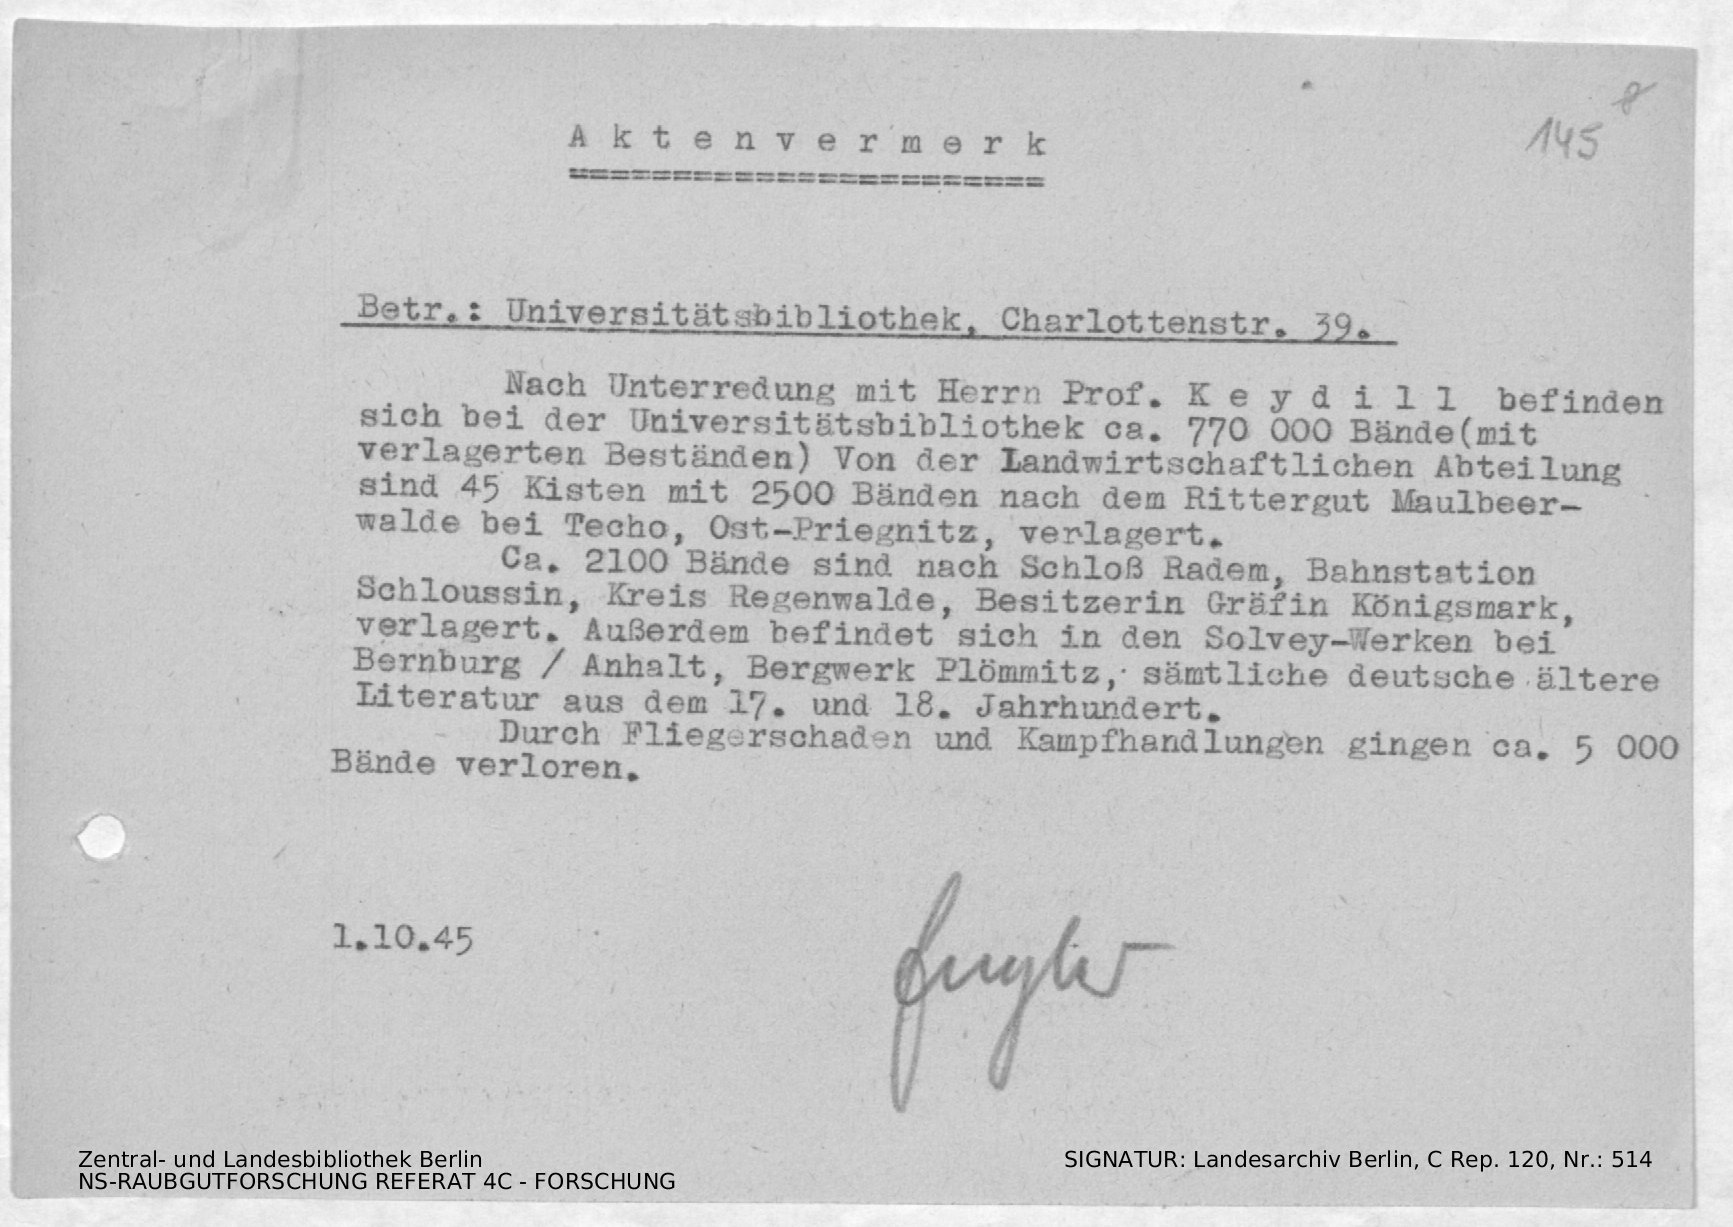 8
145
A k t e n v e r m e r k
=======================
Betr.: Universitätsbibliothek, Charlottenstr. 39.
Nach Unterredung mit Herrn Prof. K e y d i l l befinden
sich bei der Universitätsbibliothek ca. 770 000 Bände(mit
verlagerten Beständen) Von der Landwirtschaftlichen Abteilung
sind 45 Kisten mit 2500 Bänden nach dem Rittergut Maulbeer-
walde bei Techo, Ost-Priegnitz, verlagert.
Ca. 2100 Bände sind nach Schloß Radem, Bahnstation
Schloussin, Kreis Regenwalde, Besitzerin Gräfin Königsmark,
verlagert. Außerdem befindet sich in den Solvey-Werken bei
Bernburg / Anhalt, Bergwerk Plömmitz, sämtliche deutsche ältere
Literatur aus dem 17. und 18. Jahrhundert.
Durch Fliegerschaden und Kampfhandlungen gingen ca. 5 000
Bände verloren.
1.10.45
Zentral- und Landesbibliothek Berlin
NS-RAUBGUTFORSCHUNG REFERAT 4C - FORSCHUNG
SIGNATUR: Landesarchiv Berlin, C Rep. 120, Nr.: 514